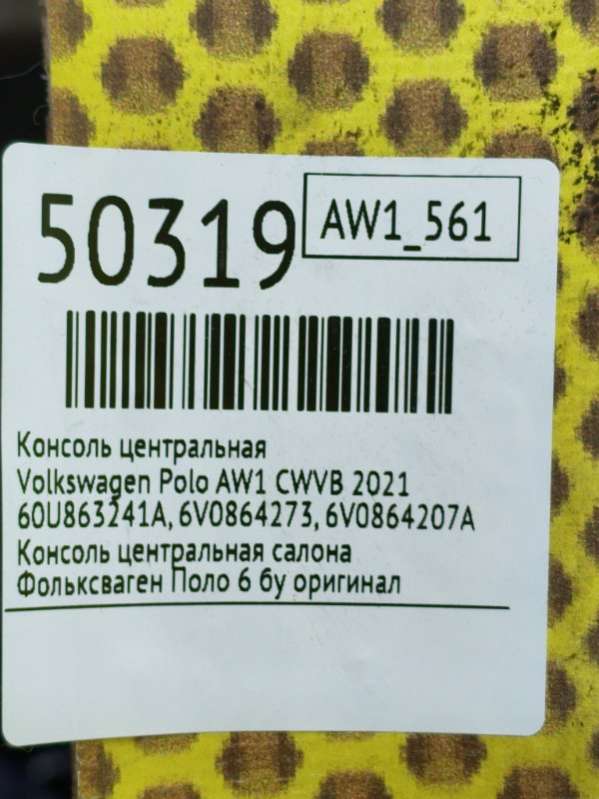 50319
AW1_561
Консоль центральная
Volkswagen Polo AW1 CWVB 2021
60U863241A, 6V0864273, 6V0864207A
Консоль центральная салона
Фольксваген Поло 6 бу оригинал